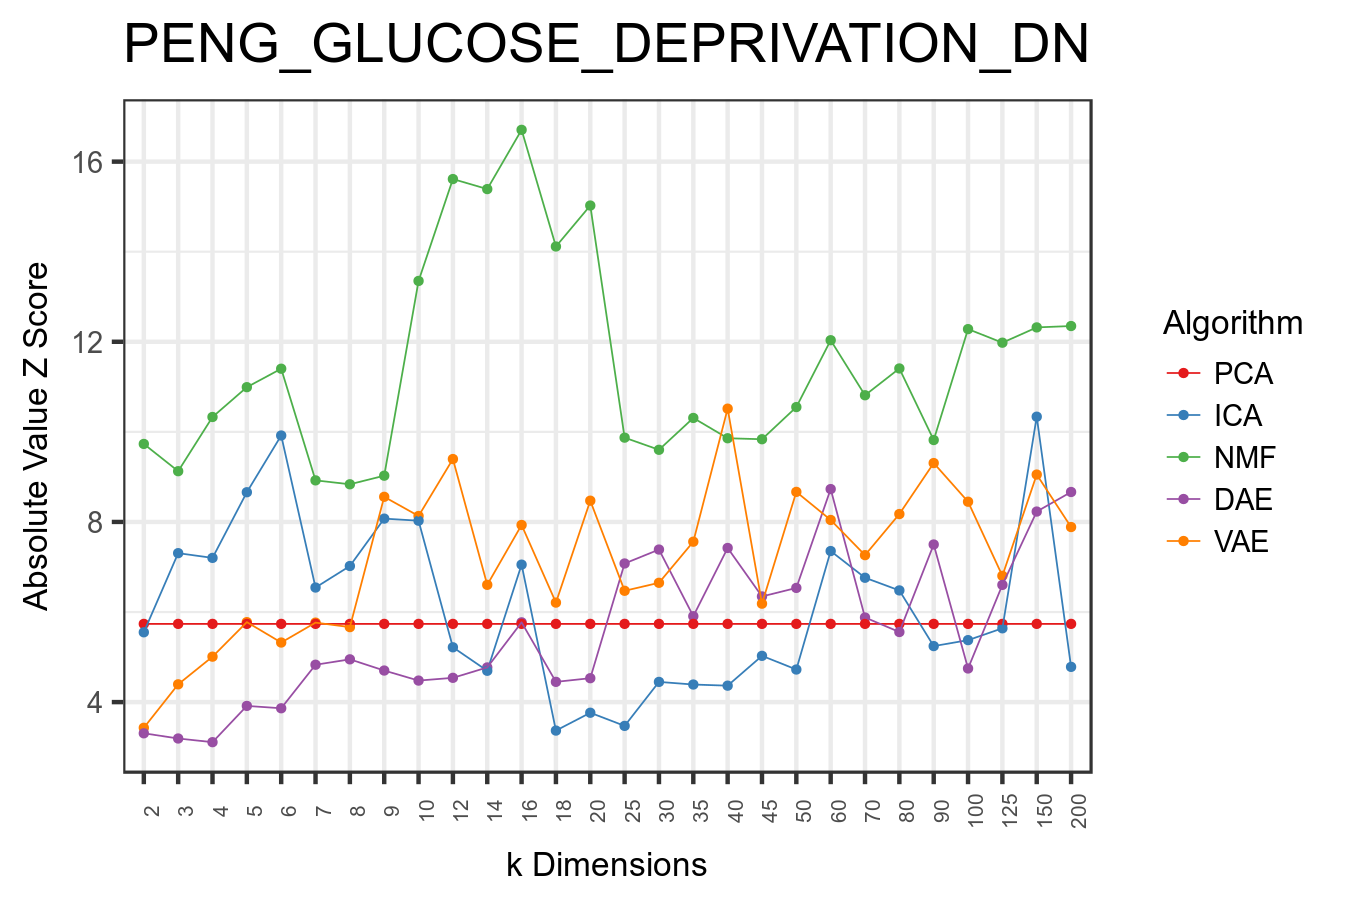 PENG_GLUCOSE_DEPRIVATION_DN
Absolute Value Z Score
16
12
8
4
2 3 4 5 6 7 8 9 10 12 14 16 18 20 25 30 35 40 45 50 60 70 80 90 100 125 150 200
k Dimensions
Algorithm
PCA
ICA
NMF
DAE
VAE